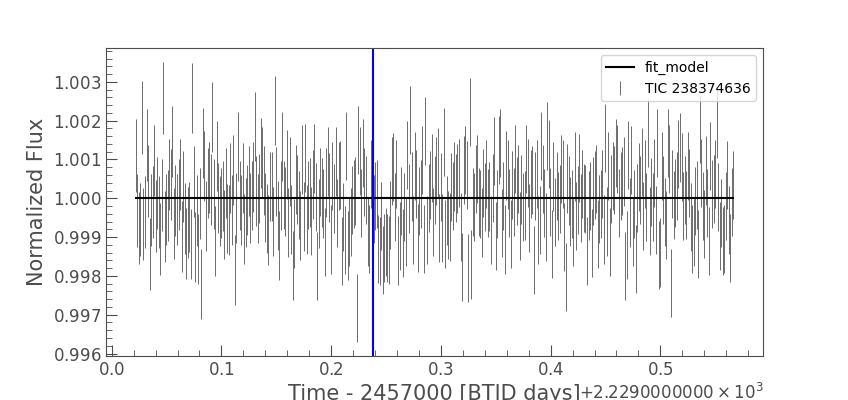 fit_model
TIC 238374636
1.003
1.002
1.001
1.000
0.999
0.998
0.997
0.996
Normalized Flux
0.0 0.1 0.2 0.3 0.4 0.5
Time - 2457000 [BTJD days] +2.2290000000 × 10³